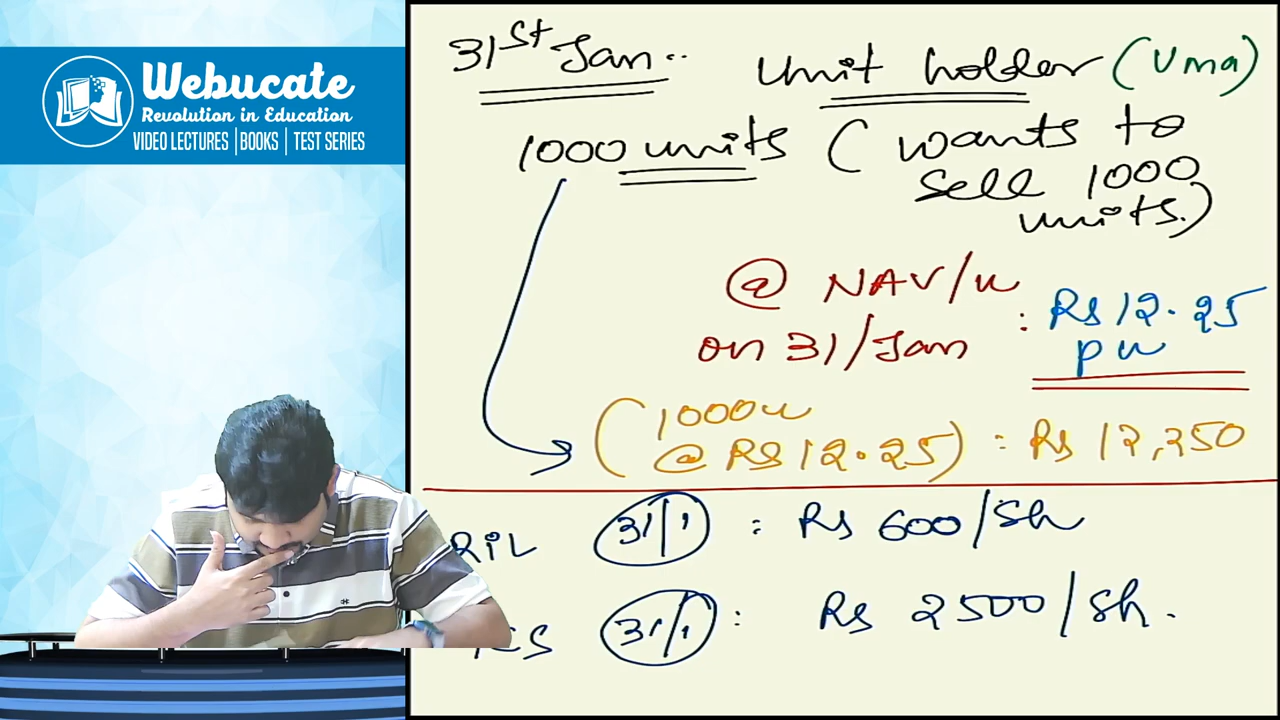 Webucate
Revolution in Education
VIDEO LECTURES | BOOKS | TEST SERIES
31st Jan.. Unit holder (Uma)
1000 units ( wants to
sell 1000
units.)
@ NAV/u
on 31/Jan : Rs 12.25
pu
( 1000u
@ Rs 12.25) : Rs 12,250
RIL 31/1 : Rs 600/Sh
31/1 : Rs 2500/Sh.